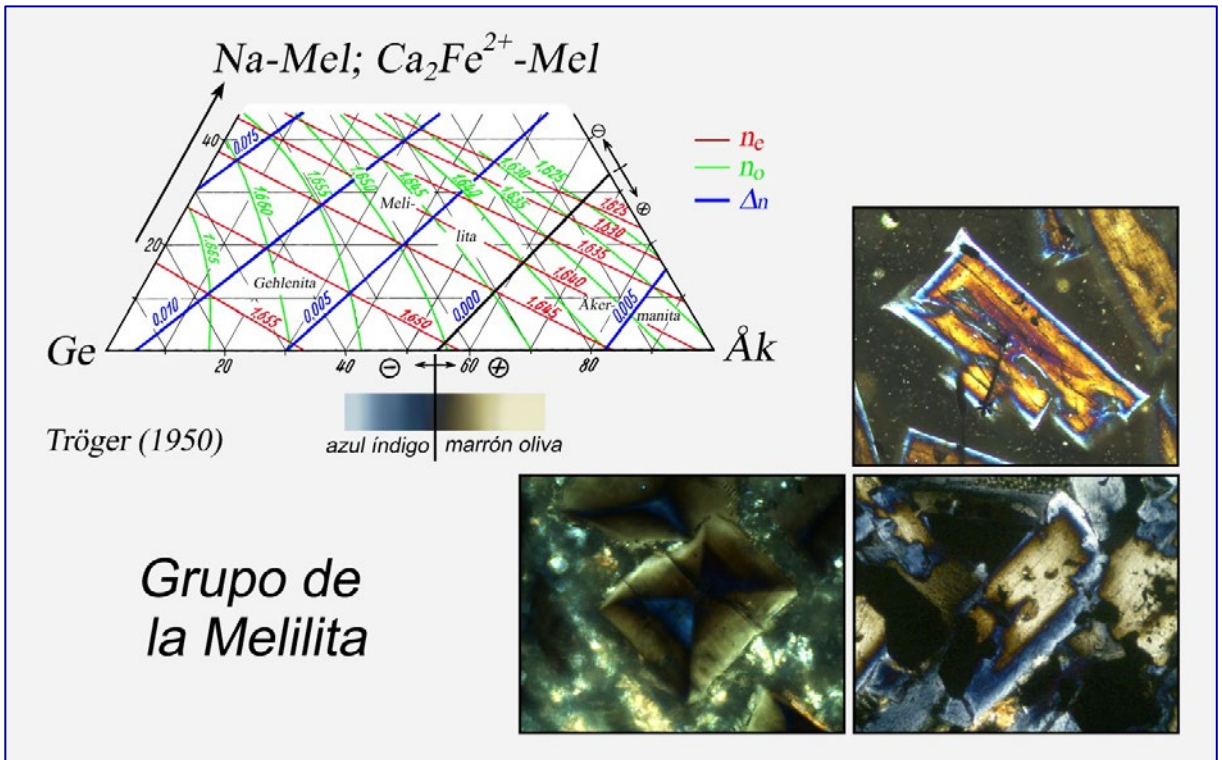 Na-Mel; Ca₂Fe²⁺-Mel
40
0.015
1.660
1.655
1.650
1.645
1.640
1.630
1.625
1.635
⊖
⊕
1.625
1.630
1.635
1.640
1.645
1.665
20
Meli-
lita
Gehlenita
Åker-
manita
0.010
1.655
0.005
1.650
0.000
0.005
nₑ
nₒ
Δn
Ge
Åk
20
40
⊖
60
⊕
80
azul índigo
marrón oliva
Tröger (1950)
Grupo de
la Melilita